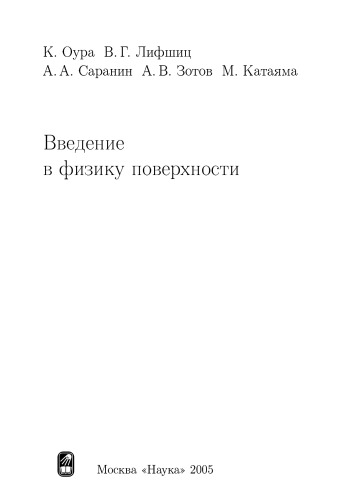 К. Оура В. Г. Лифшиц
А. А. Саранин А. В. Зотов М. Катаяма
Введение
в физику поверхности
Москва «Наука» 2005